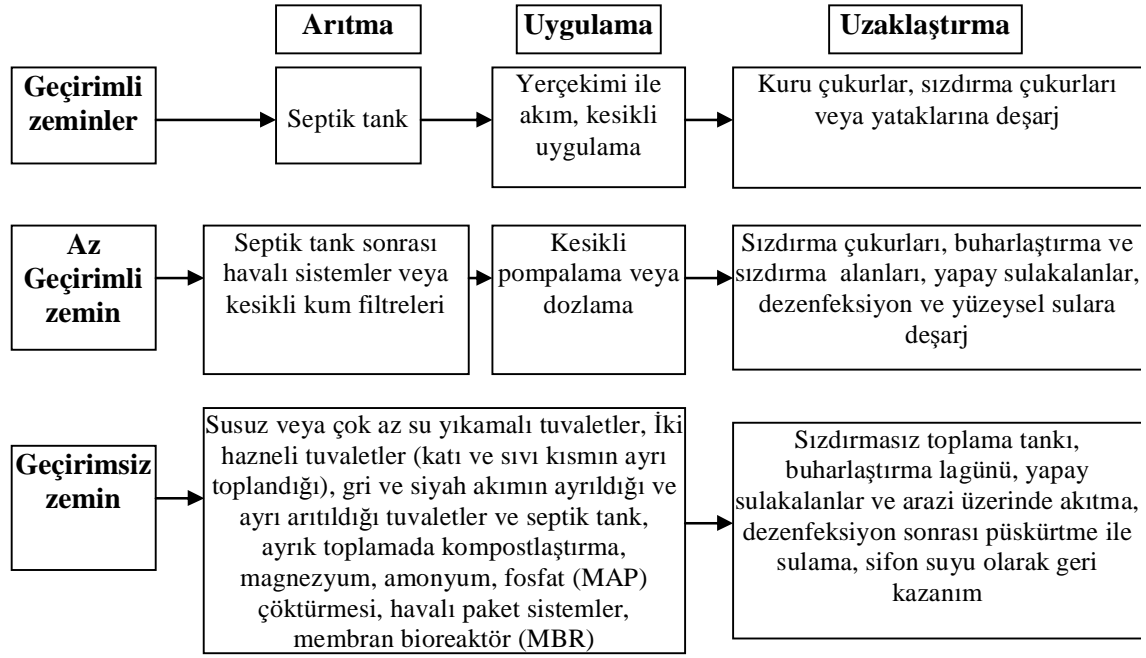 Arıtma
Uygulama
Uzaklaştırma
Geçirimli
zeminler
Septik tank
Yerçekimi ile
akım, kesikli
uygulama
Kuru çukurlar, sızdırma çukurları
veya yataklarına deşarj
Az
Geçirimli
zemin
Septik tank sonrası
havalı sistemler veya
kesikli kum filtreleri
Kesikli
pompalama veya
dozlama
Sızdırma çukurları, buharlaştırma ve
sızdırma alanları, yapay sulakalanlar,
dezenfeksiyon ve yüzeysel sulara
deşarj
Geçirimsiz
zemin
Susuz veya çok az su yıkamalı tuvaletler, İki
hazneli tuvaletler (katı ve sıvı kısmın ayrı
toplandığı), gri ve siyah akımın ayrıldığı ve
ayrı arıtıldığı tuvaletler ve septik tank,
ayrık toplamada kompostlaştırma,
magnezyum, amonyum, fosfat (MAP)
çöktürmesi, havalı paket sistemler,
membran bioreaktör (MBR)
Sızdırmasız toplama tankı,
buharlaştırma lagünü, yapay
sulakalanlar ve arazi üzerinde akıtma,
dezenfeksiyon sonrası püskürtme ile
sulama, sifon suyu olarak geri
kazanım